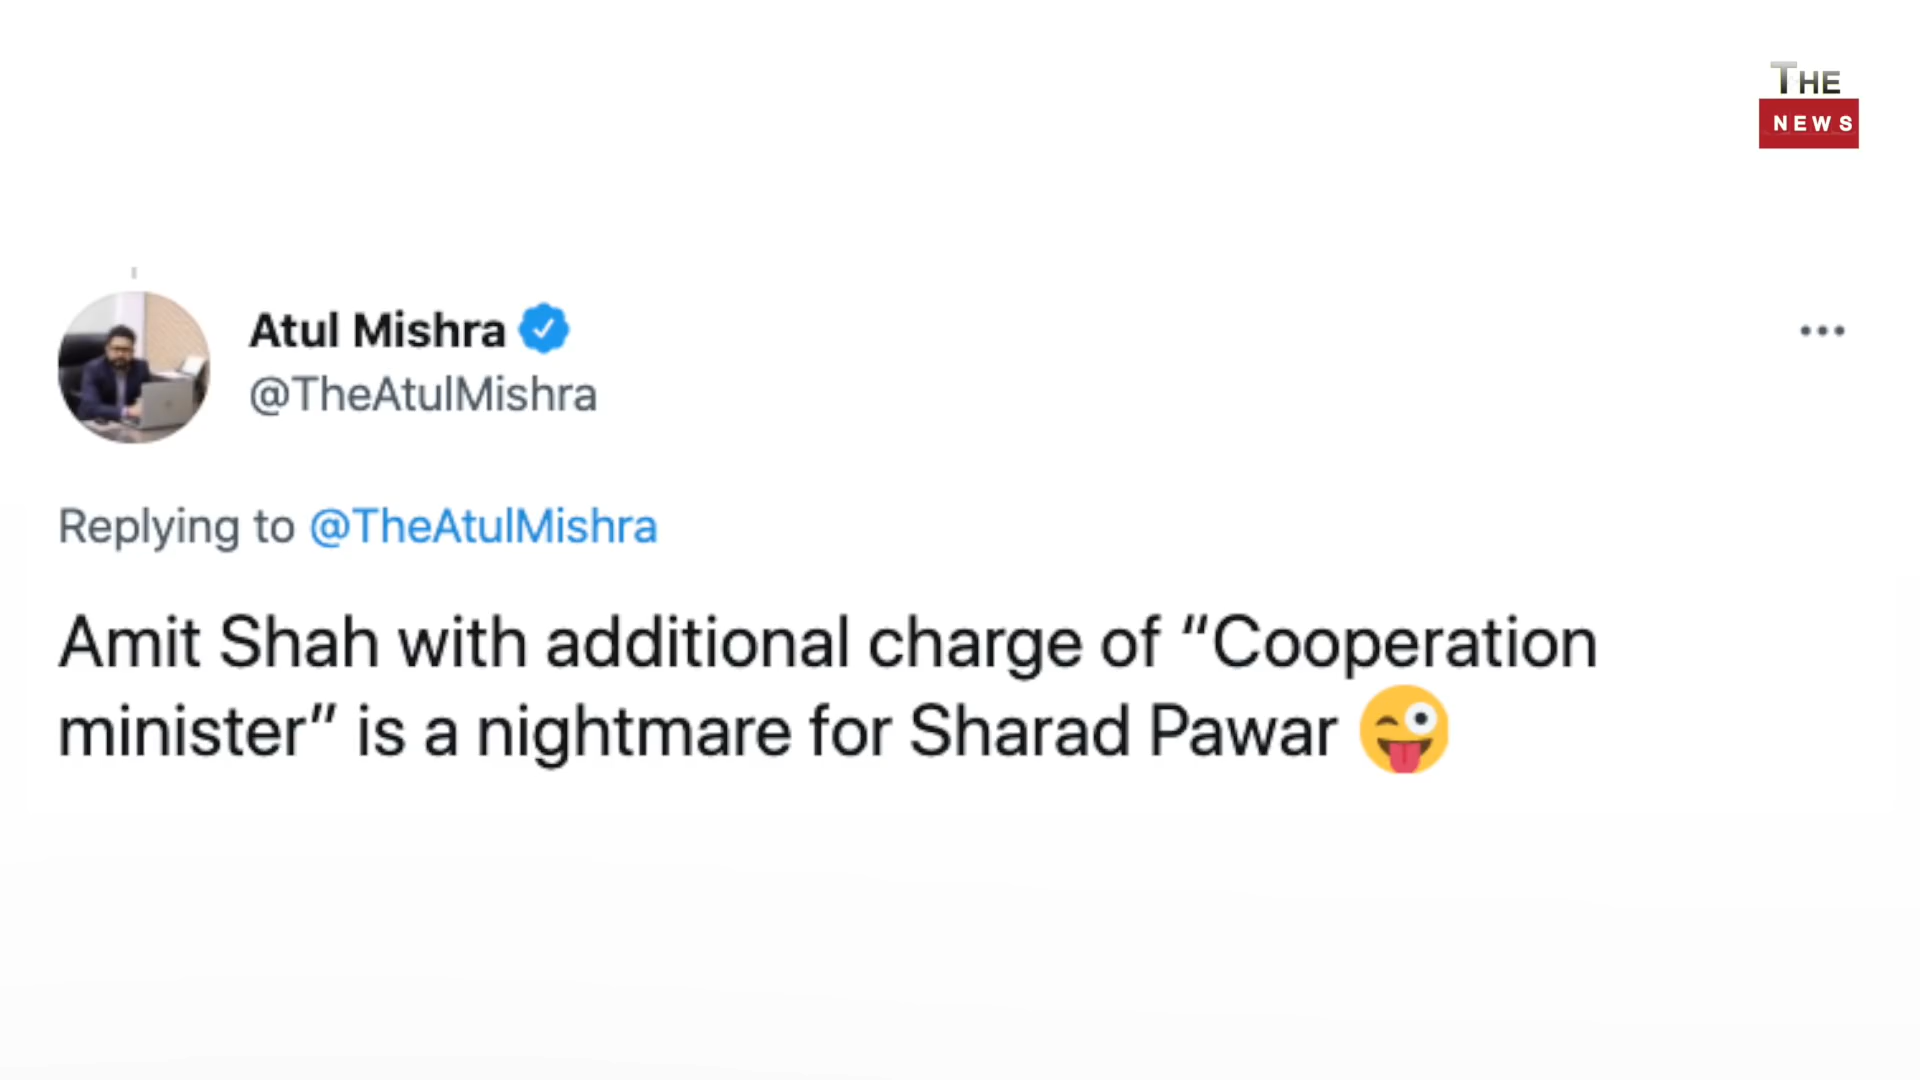 THE
NEWS
Atul Mishra
@TheAtulMishra
Replying to @TheAtulMishra
Amit Shah with additional charge of “Cooperation
minister” is a nightmare for Sharad Pawar 😜